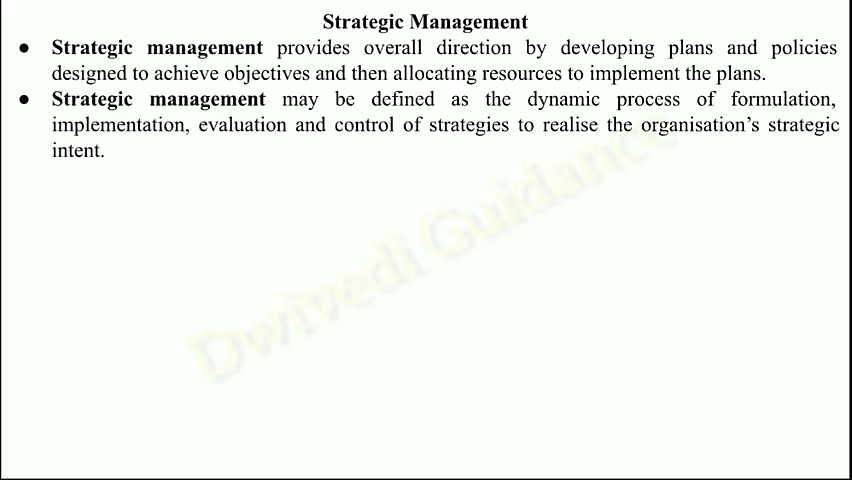 Strategic Management
● Strategic management provides overall direction by developing plans and policies
designed to achieve objectives and then allocating resources to implement the plans.
● Strategic management may be defined as the dynamic process of formulation,
implementation, evaluation and control of strategies to realise the organisation’s strategic
intent.
Dwivedi Guidance